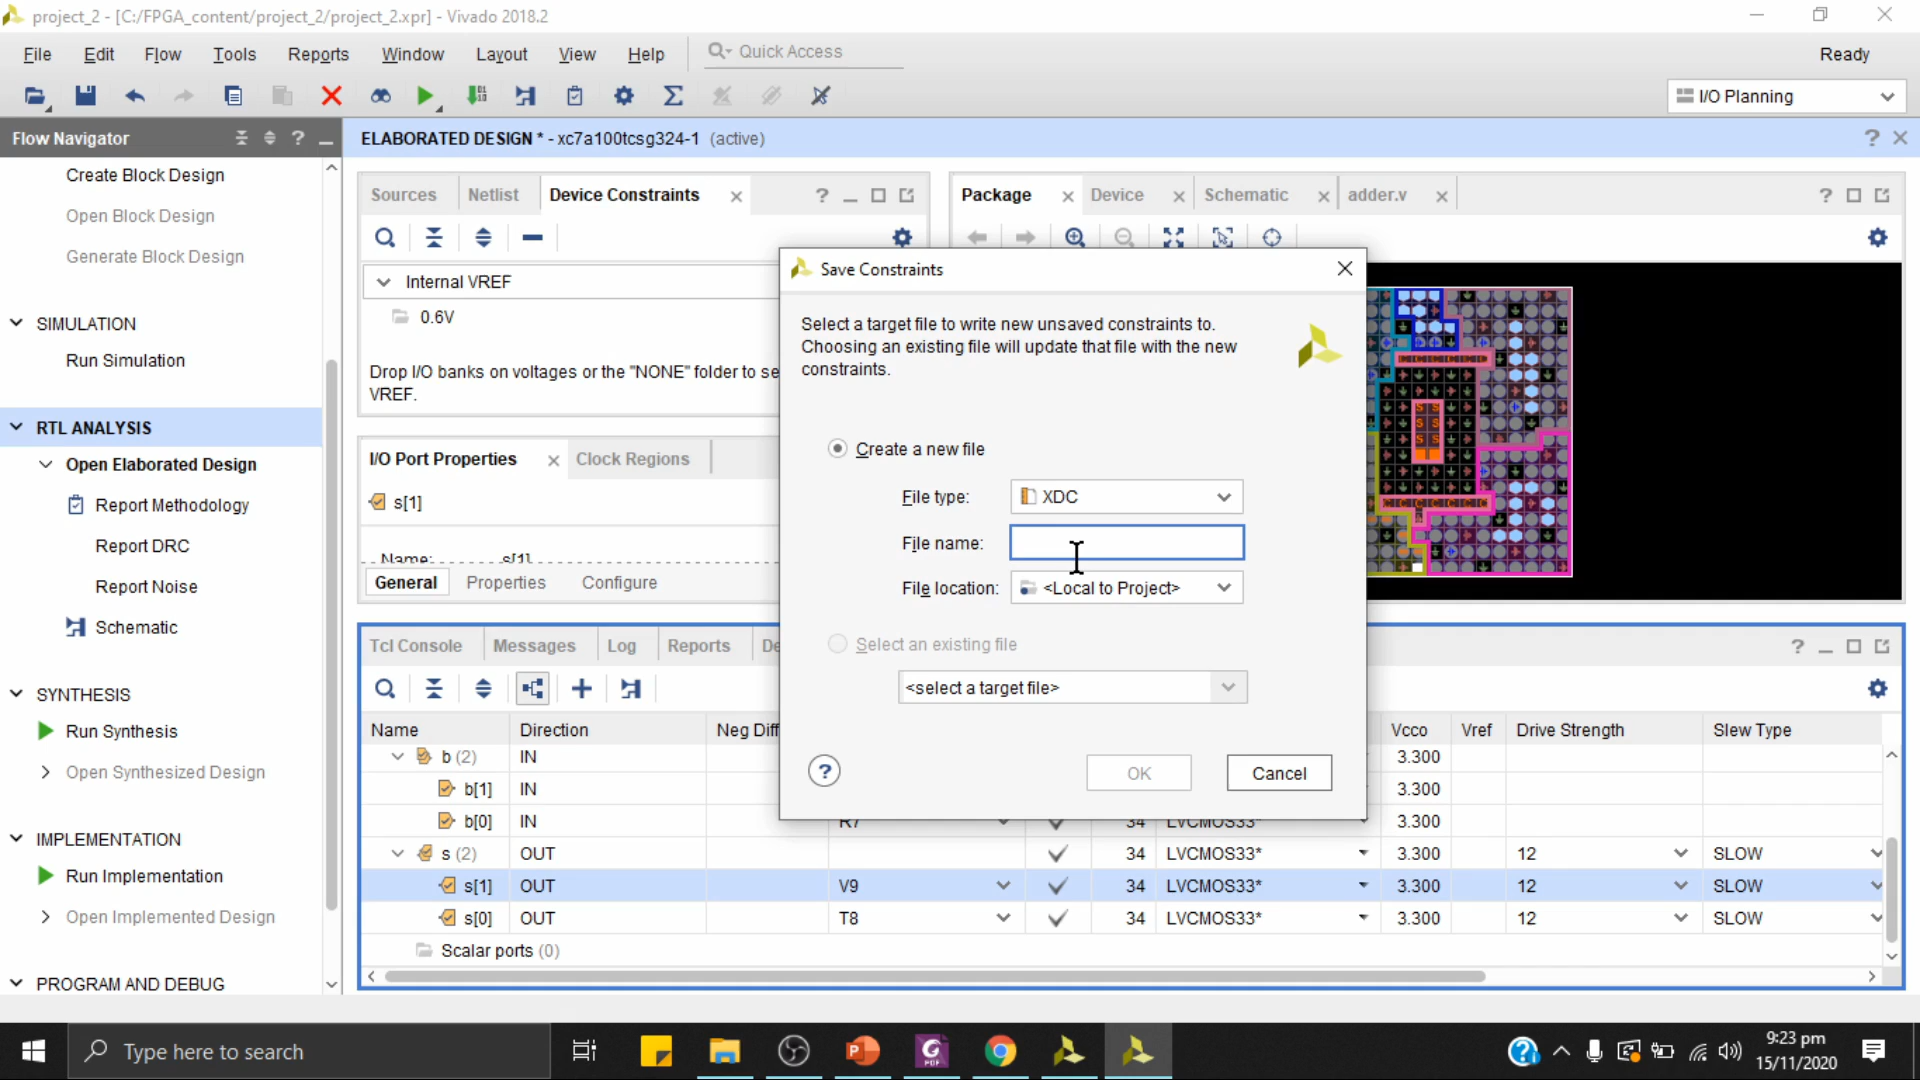 project_2 - [C:/FPGA_content/project_2/project_2.xpr] - Vivado 2018.2
File Edit Flow Tools Reports Window Layout View Help Quick Access Ready
I/O Planning
Flow Navigator
ELABORATED DESIGN * - xc7a100tcsg324-1 (active)
Create Block Design
Open Block Design
Generate Block Design
SIMULATION
Run Simulation
RTL ANALYSIS
Open Elaborated Design
Report Methodology
Report DRC
Report Noise
Schematic
SYNTHESIS
Run Synthesis
Open Synthesized Design
IMPLEMENTATION
Run Implementation
Open Implemented Design
PROGRAM AND DEBUG
Sources Netlist Device Constraints
Internal VREF
0.6V
Drop I/O banks on voltages or the "NONE" folder to se
VREF.
I/O Port Properties Clock Regions
s[1]
Name: s[1]
General Properties Configure
Package Device Schematic adder.v
Save Constraints
Select a target file to write new unsaved constraints to.
Choosing an existing file will update that file with the new
constraints.
Create a new file
File type: XDC
File name:
File location: <Local to Project>
Select an existing file
<select a target file>
OK Cancel
Tcl Console Messages Log Reports De
Name Direction Neg Diff Vcco Vref Drive Strength Slew Type
b (2) IN 3.300
b[1] IN 3.300
b[0] IN R7 34 LVCMOS33* 3.300
s (2) OUT 34 LVCMOS33* 3.300 12 SLOW
s[1] OUT V9 34 LVCMOS33* 3.300 12 SLOW
s[0] OUT T8 34 LVCMOS33* 3.300 12 SLOW
Scalar ports (0)
Type here to search
9:23 pm
15/11/2020